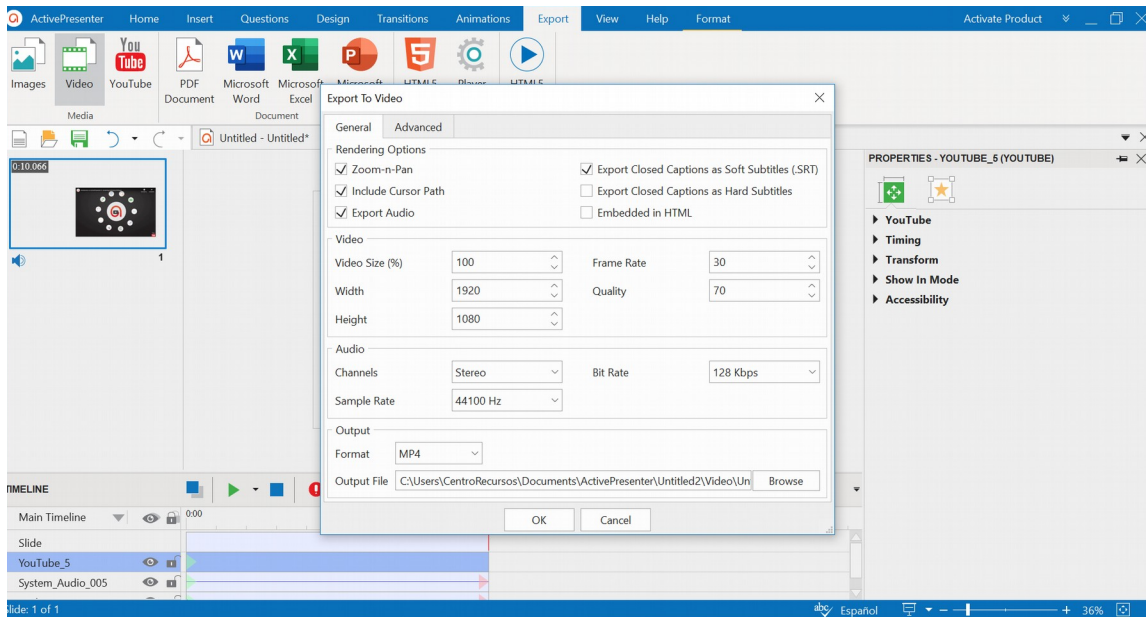 ActivePresenter Home Insert Questions Design Transitions Animations Export View Help Format Activate Product
You Tube
Images Video YouTube PDF Document Microsoft Word Microsoft Excel Microsoft HTML5 Player HTML5
Media Document
Untitled - Untitled*
0:10.066
1
Export To Video
General Advanced
Rendering Options
Zoom-n-Pan Export Closed Captions as Soft Subtitles (.SRT)
Include Cursor Path Export Closed Captions as Hard Subtitles
Export Audio Embedded in HTML
Video
Video Size (%) 100 Frame Rate 30
Width 1920 Quality 70
Height 1080
Audio
Channels Stereo Bit Rate 128 Kbps
Sample Rate 44100 Hz
Output
Format MP4
Output File C:\Users\CentroRecursos\Documents\ActivePresenter\Untitled2\Video\Un Browse
OK Cancel
PROPERTIES - YOUTUBE_5 (YOUTUBE)
YouTube
Timing
Transform
Show In Mode
Accessibility
TIMELINE
Main Timeline 0:00
Slide
YouTube_5
System_Audio_005
Slide: 1 of 1 abc Español 36%